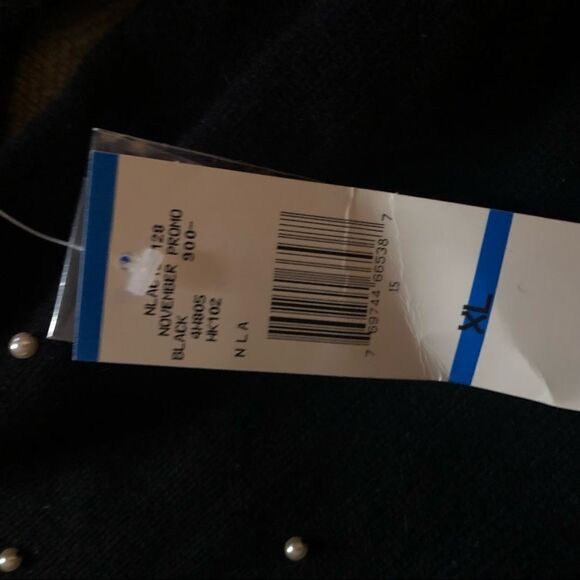 128
NOVEMBER PROMO
BLACK 900-
4H805
HK102
NLA
7 69744 66538 7
15
XL